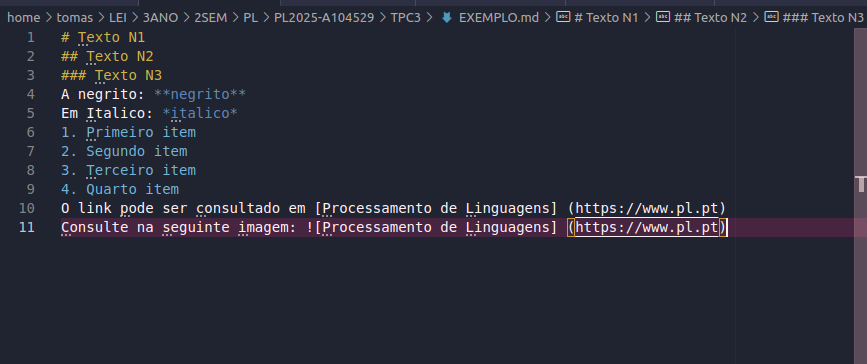 home > tomas > LEI > 3ANO > 2SEM > PL > PL2025-A104529 > TPC3 > EXEMPLO.md > abc # Texto N1 > abc ## Texto N2 > abc ### Texto N3
1 # Texto N1
2 ## Texto N2
3 ### Texto N3
4 A negrito: **negrito**
5 Em Italico: *italico*
6 1. Primeiro item
7 2. Segundo item
8 3. Terceiro item
9 4. Quarto item
10 O link pode ser consultado em [Processamento de Linguagens] (https://www.pl.pt)
11 Consulte na seguinte imagem: ![Processamento de Linguagens] (https://www.pl.pt)